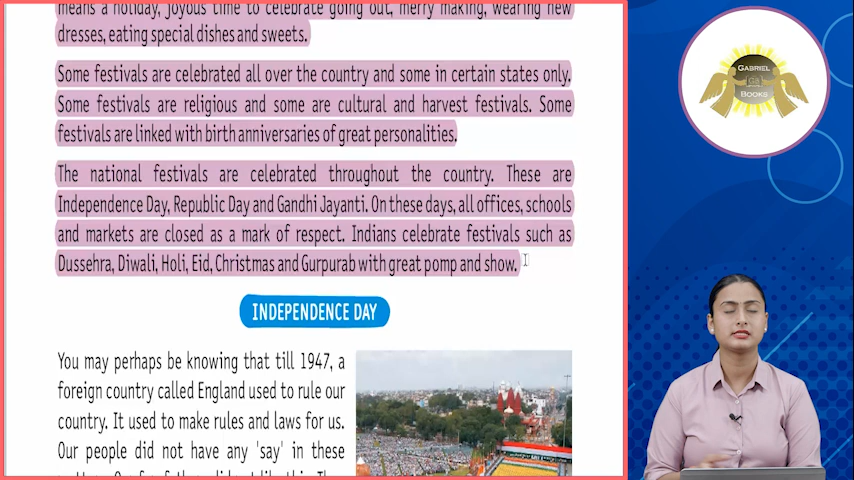 means a holiday, joyous time to celebrate going out, merry making, wearing new
dresses, eating special dishes and sweets.
Some festivals are celebrated all over the country and some in certain states only.
Some festivals are religious and some are cultural and harvest festivals. Some
festivals are linked with birth anniversaries of great personalities.
The national festivals are celebrated throughout the country. These are
Independence Day, Republic Day and Gandhi Jayanti. On these days, all offices, schools
and markets are closed as a mark of respect. Indians celebrate festivals such as
Dussehra, Diwali, Holi, Eid, Christmas and Gurpurab with great pomp and show.
INDEPENDENCE DAY
You may perhaps be knowing that till 1947, a
foreign country called England used to rule our
country. It used to make rules and laws for us.
Our people did not have any 'say' in these
GABRIEL
GB
BOOKS